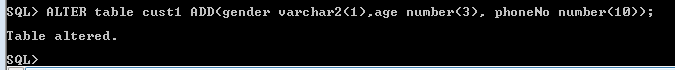 SQL> ALTER table cust1 ADD(gender varchar2(1),age number(3), phoneNo number(10));
Table altered.
SQL>